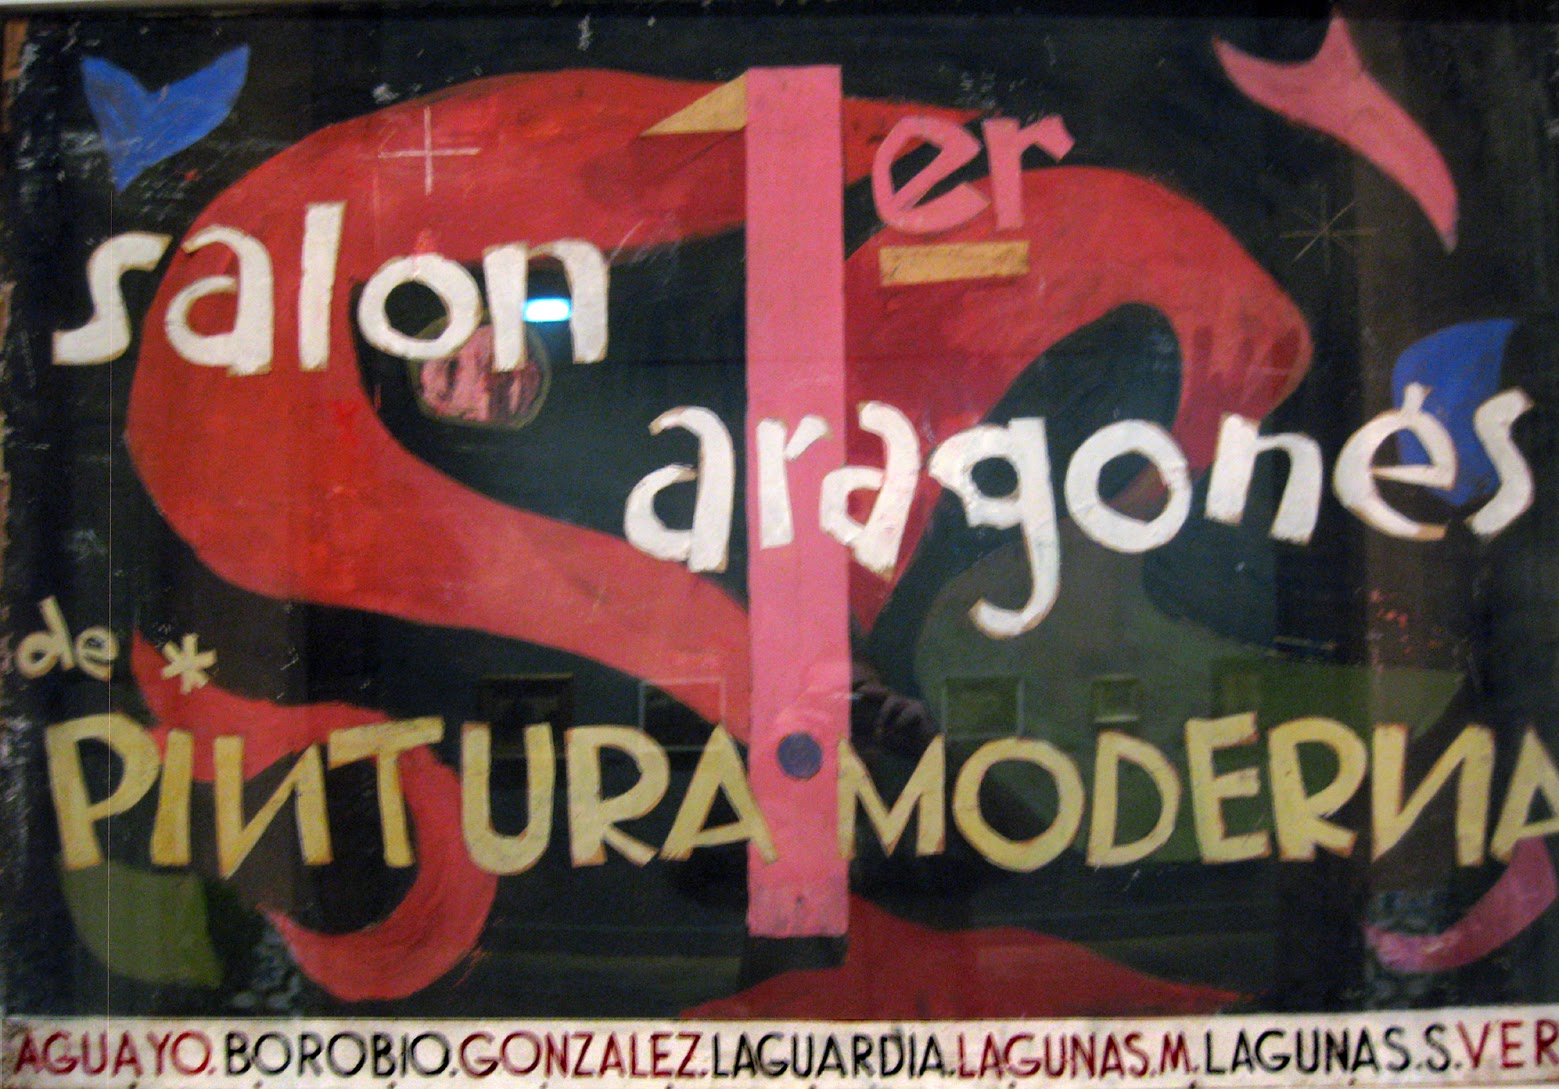 1er
salon
aragonés
de
PINTURA MODERNA
AGUAYO. BOROBIO. GONZALEZ. LAGUARDIA. LAGUNAS.M. LAGUNAS.S. VER